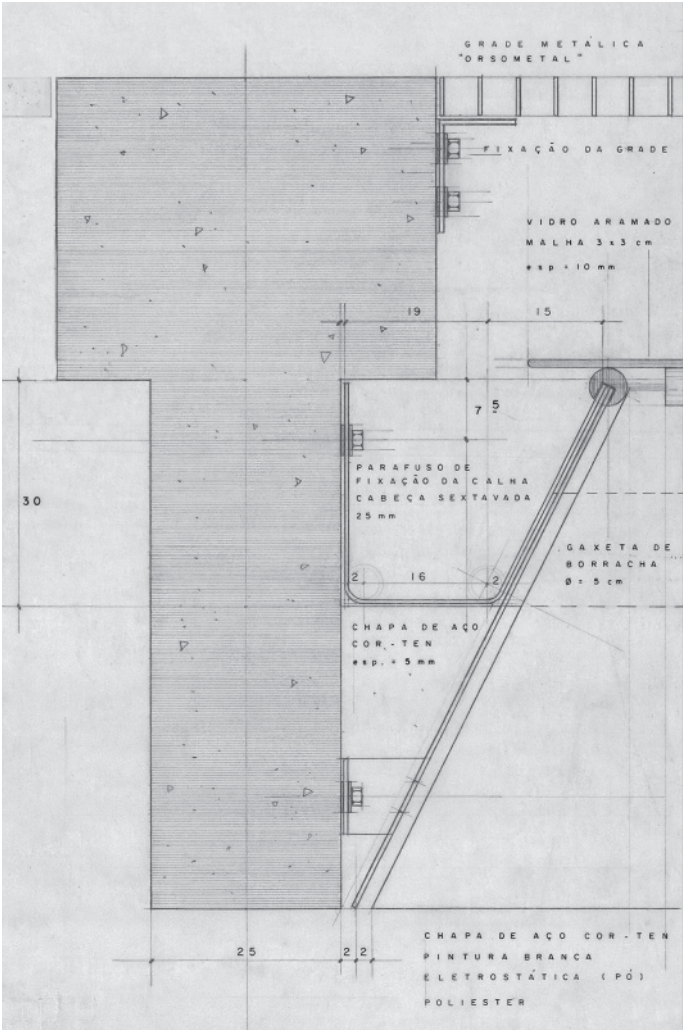 GRADE METÁLICA
"ORSOMETAL"
FIXAÇÃO DA GRADE
VIDRO ARAMADO
MALHA 3x3 cm
esp = 10 mm
19
15
7 5
PARAFUSO DE
FIXAÇÃO DA CALHA
CABEÇA SEXTAVADA
25 mm
30
GAXETA DE
BORRACHA
Ø = 5 cm
2
16
2
CHAPA DE AÇO
COR-TEN
esp. = 5 mm
CHAPA DE AÇO COR-TEN
PINTURA BRANCA
ELETROSTÁTICA (PÓ)
POLIESTER
25
2
2